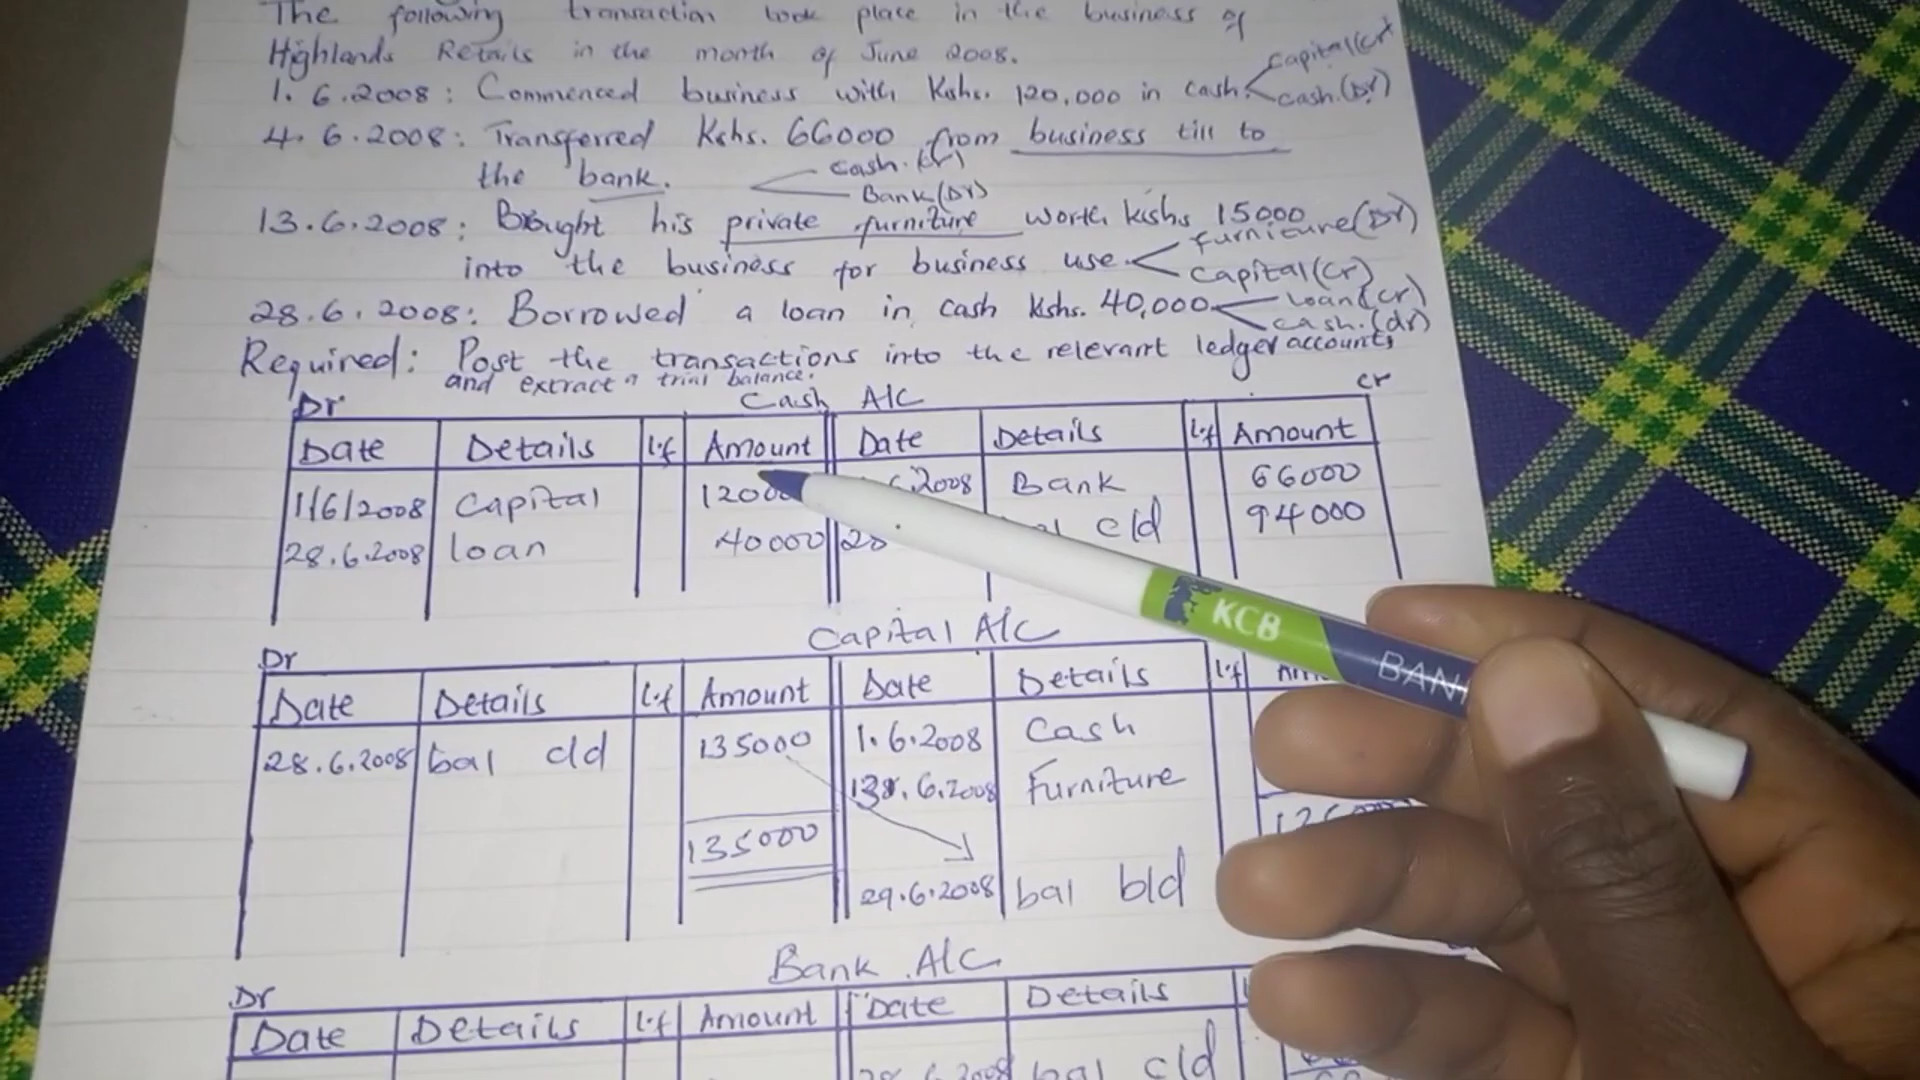 The following transaction took place in the business of
Highlands Retails in the month of June 2008.
1.6.2008: Commenced business with Kshs. 120,000 in cash. capital(cr)
cash.(Dr)
4.6.2008: Transferred Kshs. 66000 from business till to
the bank. cash.(cr)
Bank(Dr)
13.6.2008: Bought his private furniture worth kshs 15000
into the business for business use. furniture(Dr)
Capital(Cr)
28.6.2008: Borrowed a loan in cash Kshs. 40,000 loan(cr)
cash.(dr)
Required: Post the transactions into the relevant ledger accounts
and extract a trial balance.
Dr Cash A/C cr
Date Details l.f Amount Date Details l.f Amount
1/6/2008 Capital 6.2008 Bank 66000
28.6.2008 loan 40000 c/d 94000
Capital A/C
Dr
Date Details l.f Amount Date Details l.f
28.6.2008 bal c/d 135000 1.6.2008 Cash
13.6.2008 Furniture
135000
29.6.2008 bal b/d
Bank A/C
Dr
Date Details l.f Amount Date Details
bal c/d
KCB
BANK